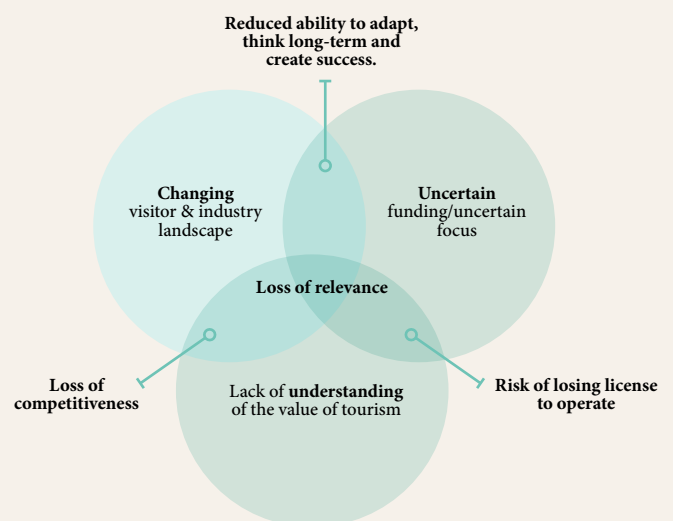 Reduced ability to adapt,
think long-term and
create success.
Changing
visitor & industry
landscape
Uncertain
funding/uncertain
focus
Loss of relevance
Loss of
competitiveness
Lack of understanding
of the value of tourism
Risk of losing license
to operate